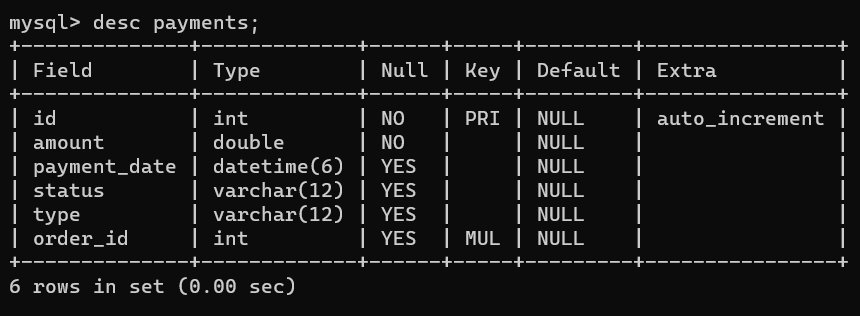 mysql> desc payments;
+--------------+-------------+------+-----+---------+----------------+
| Field        | Type        | Null | Key | Default | Extra          |
+--------------+-------------+------+-----+---------+----------------+
| id           | int         | NO   | PRI | NULL    | auto_increment |
| amount       | double      | NO   |     | NULL    |                |
| payment_date | datetime(6) | YES  |     | NULL    |                |
| status       | varchar(12) | YES  |     | NULL    |                |
| type         | varchar(12) | YES  |     | NULL    |                |
| order_id     | int         | YES  | MUL | NULL    |                |
+--------------+-------------+------+-----+---------+----------------+
6 rows in set (0.00 sec)